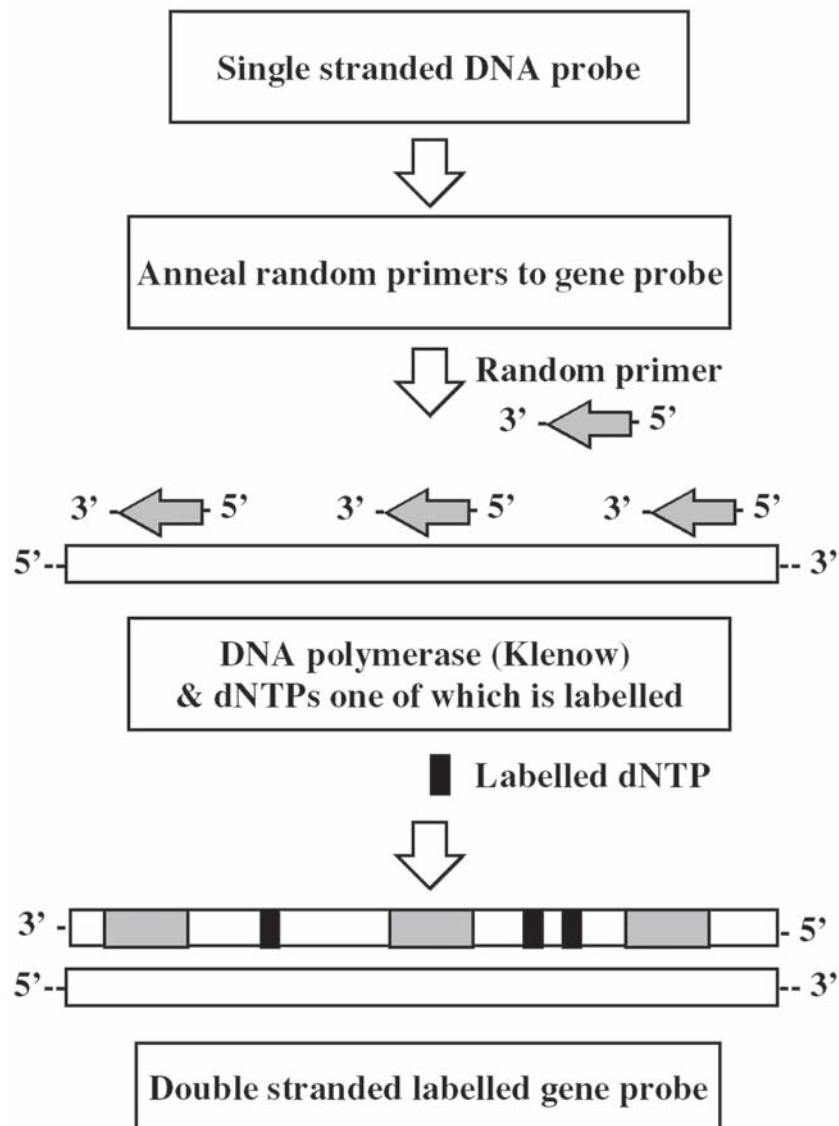 Single stranded DNA probe
Anneal random primers to gene probe
Random primer
3’ 5’
3’ 5’ 3’ 5’ 3’ 5’
5’ 3’
DNA polymerase (Klenow)
& dNTPs one of which is labelled
Labelled dNTP
3’ 5’
5’ 3’
Double stranded labelled gene probe